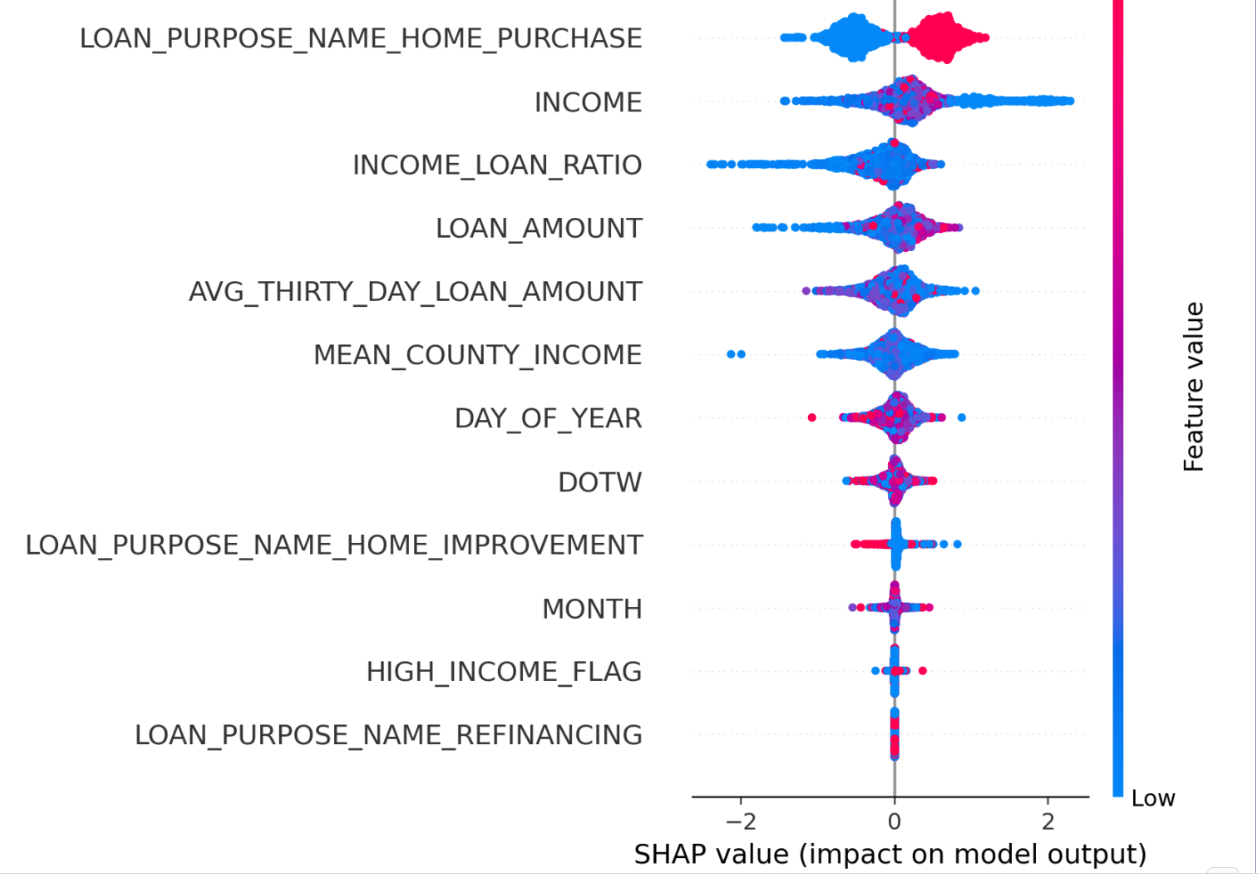 LOAN_PURPOSE_NAME_HOME_PURCHASE
INCOME
INCOME_LOAN_RATIO
LOAN_AMOUNT
AVG_THIRTY_DAY_LOAN_AMOUNT
MEAN_COUNTY_INCOME
DAY_OF_YEAR
DOTW
LOAN_PURPOSE_NAME_HOME_IMPROVEMENT
MONTH
HIGH_INCOME_FLAG
LOAN_PURPOSE_NAME_REFINANCING
−2 0 2
SHAP value (impact on model output)
Low
Feature value